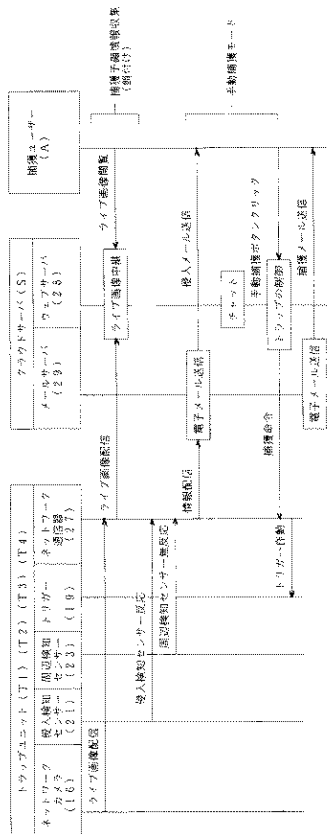 捕獲ユーザー
(A)
クラウドサーバ(S)
ウェブサーバ
(28)
メールサーバ
(29)
トラップユニット(T1)(T2)(T3)(T4)
ネットワーク
通信器
(27)
トリガー
(19)
周辺検知
センサー
(23)
侵入検知
センサー
(21)
ネットワーク
カメラ
(16)
捕獲予備情報収集
(餌付け)
手動捕獲モード
ライブ画像閲覧
ライブ画像中継
ライブ画像配信
ライブ画像配信
侵入検知センサー反応
周辺検知センサー無反応
情報配信
電子メール送信
侵入メール送信
チャット
手動捕獲ボタンクリック
トラップの制御
捕獲命令
トリガー作動
電子メール送信
捕獲メール送信